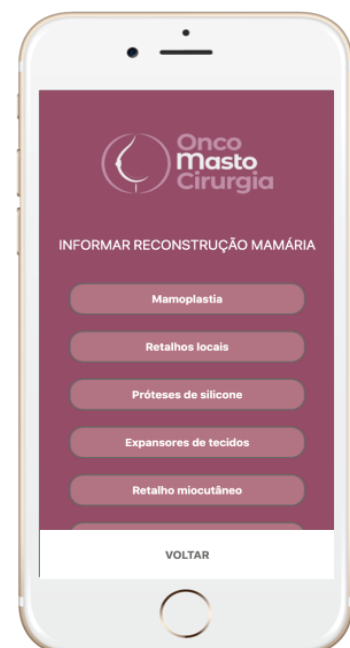 Onco
Masto
Cirurgia
INFORMAR RECONSTRUÇÃO MAMÁRIA
Mamoplastia
Retalhos locais
Próteses de silicone
Expansores de tecidos
Retalho miocutâneo
VOLTAR